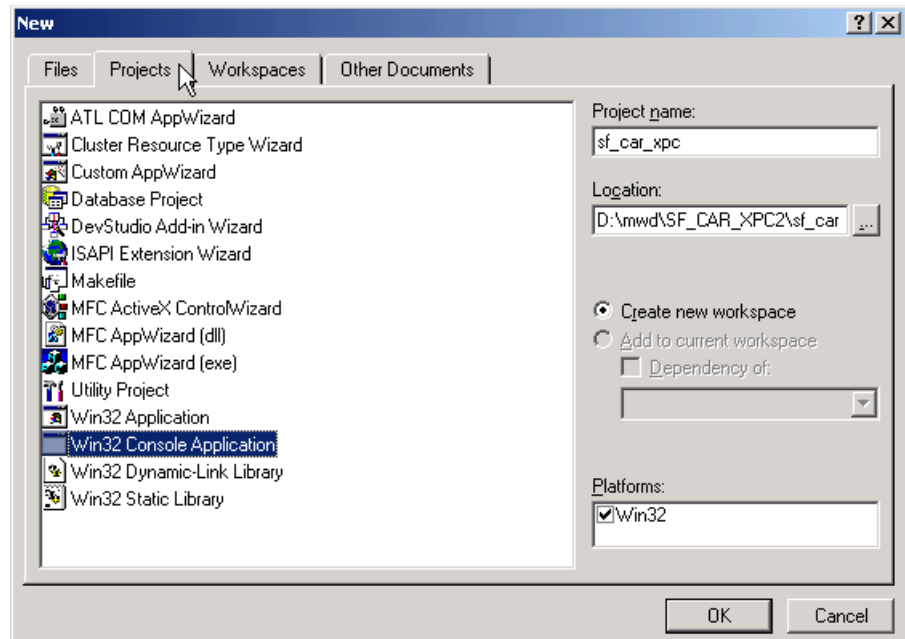 New
Files Projects Workspaces Other Documents
ATL COM AppWizard
Cluster Resource Type Wizard
Custom AppWizard
Database Project
DevStudio Add-in Wizard
ISAPI Extension Wizard
Makefile
MFC ActiveX ControlWizard
MFC AppWizard (dll)
MFC AppWizard (exe)
Utility Project
Win32 Application
Win32 Console Application
Win32 Dynamic-Link Library
Win32 Static Library
Project name:
sf_car_xpc
Location:
D:\mwd\SF_CAR_XPC2\sf_car ...
Create new workspace
Add to current workspace
Dependency of:
Platforms:
Win32
OK Cancel